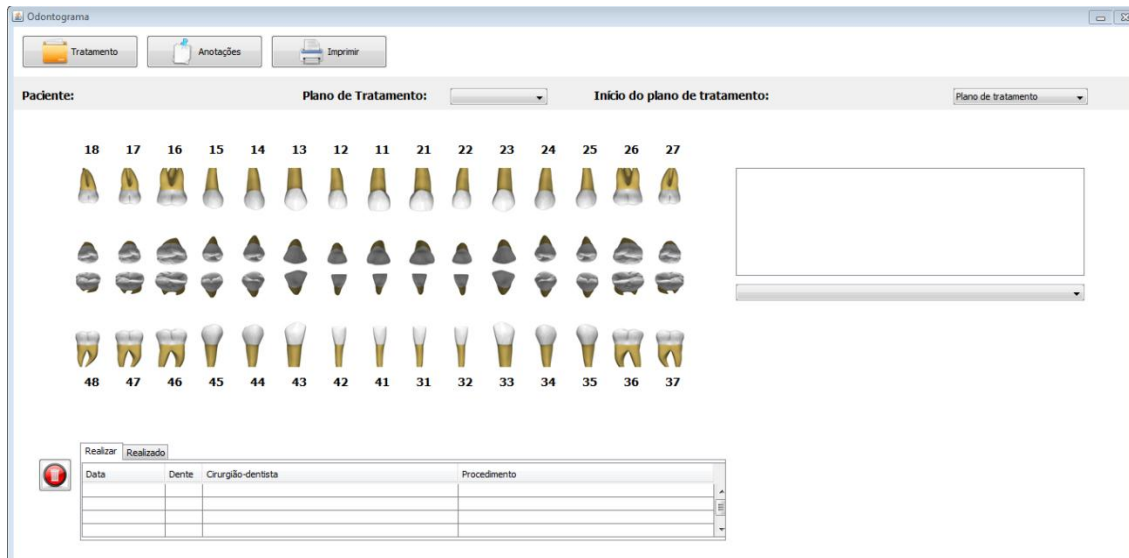 Odontograma
Tratamento Anotações Imprimir
Paciente: Plano de Tratamento: Início do plano de tratamento: Plano de tratamento
18 17 16 15 14 13 12 11 21 22 23 24 25 26 27
48 47 46 45 44 43 42 41 31 32 33 34 35 36 37
Realizar Realizado
Data Dente Cirurgião-dentista Procedimento